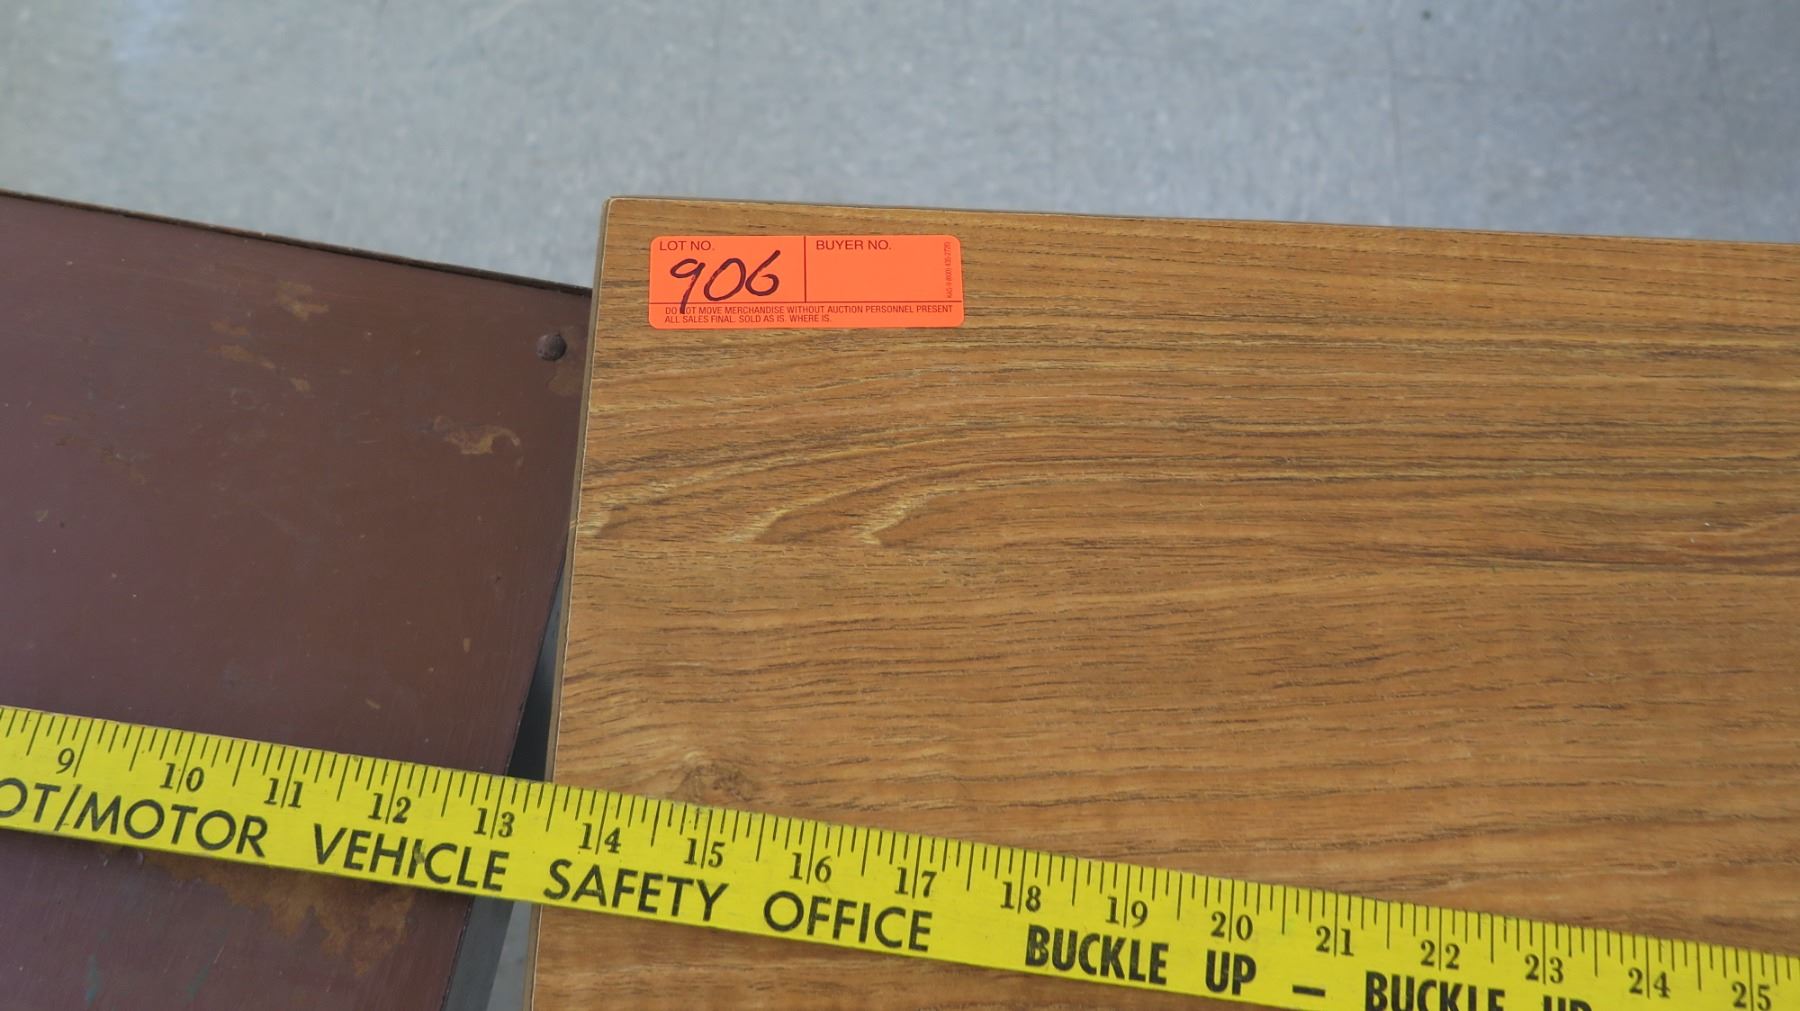 LOT NO. BUYER NO.
906
DO NOT MOVE MERCHANDISE WITHOUT AUCTION PERSONNEL PRESENT
ALL SALES FINAL. SOLD AS IS. WHERE IS.
9 10 11 12 13 14 15 16 17 18 19 20 21 22 23 24 25
OT/MOTOR VEHICLE SAFETY OFFICE BUCKLE UP – BUCKLE UP